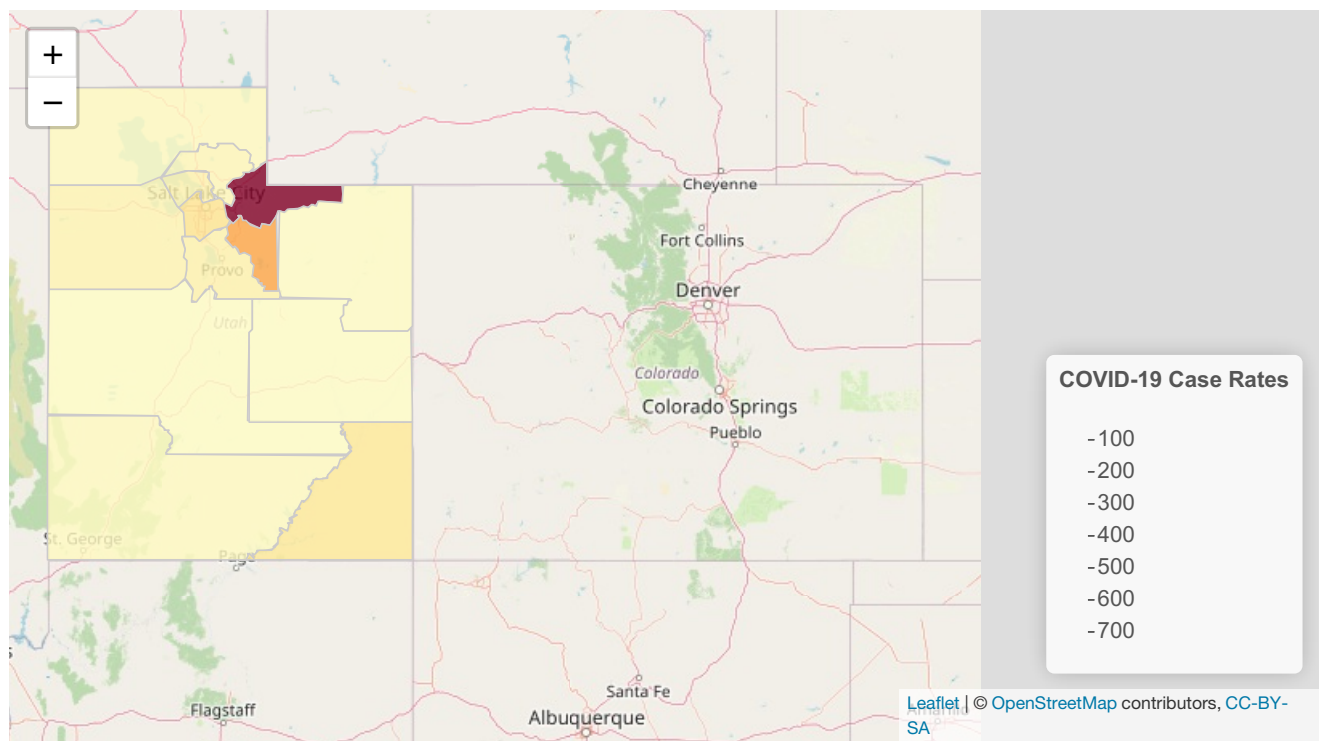 +
−
Cheyenne
Salt Lake City
Fort Collins
Provo
Denver
Utah
COVID-19 Case Rates
Colorado
Colorado Springs
Pueblo
-100
-200
-300
-400
-500
-600
-700
St. George
Page
Santa Fe
Flagstaff
Albuquerque
Leaflet | © OpenStreetMap contributors, CC-BY-
SA